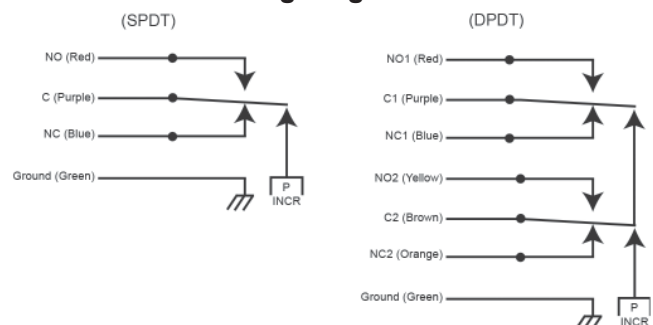 (SPDT)
NO (Red)
C (Purple)
NC (Blue)
Ground (Green)
P
INCR
(DPDT)
NO1 (Red)
C1 (Purple)
NC1 (Blue)
NO2 (Yellow)
C2 (Brown)
NC2 (Orange)
Ground (Green)
P
INCR